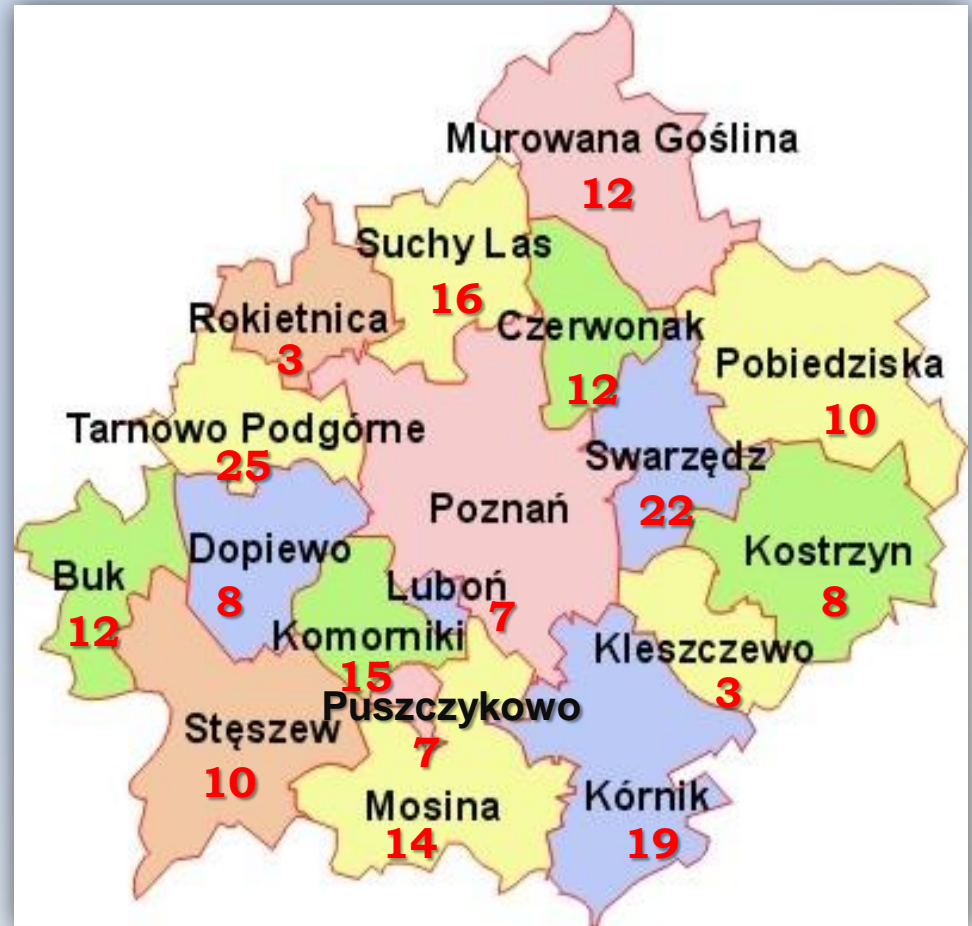 Murowana Goślina
12
Suchy Las
16
Rokietnica
3
Czerwonak
12
Pobiedziska
10
Tarnowo Podgórne
25
Swarzędz
22
Poznań
Dopiewo
8
Kostrzyn
8
Buk
12
Luboń
7
Komorniki
15
Kleszczewo
3
Puszczykowo
7
Stęszew
10
Mosina
14
Kórnik
19